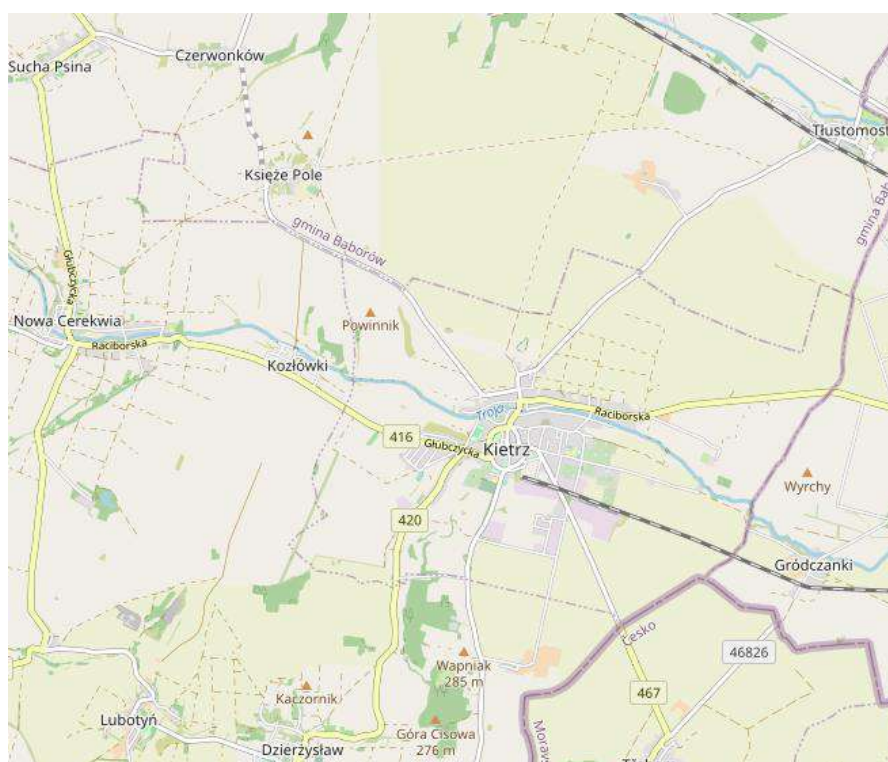 Czerwonków
Sucha Psina
Tłustomost
Księże Pole
gmina Baborów
Głubczycka
Nowa Cerekwia
Powinnik
Raciborska
Kozłówki
Troja
Raciborska
416
Głubczycka
Kietrz
Wyrchy
420
Gródczanki
Česko
46826
Wapniak
285 m
467
Kaczornik
Lubotyń
Góra Cisowa
276 m
Dzierżysław